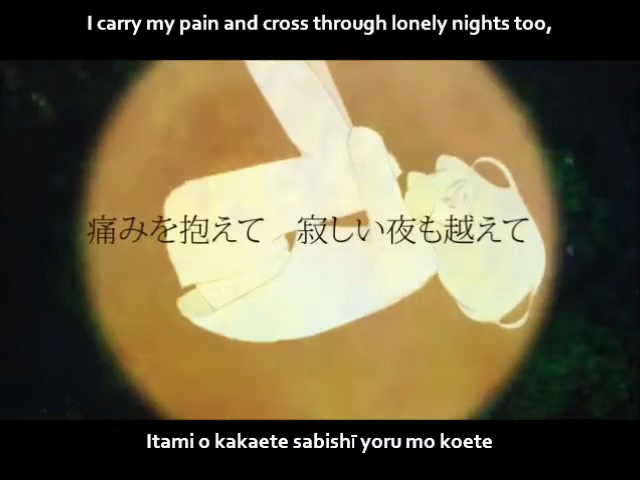 I carry my pain and cross through lonely nights too,
痛みを抱えて　寂しい夜も越えて
Itami o kakaete sabishī yoru mo koete